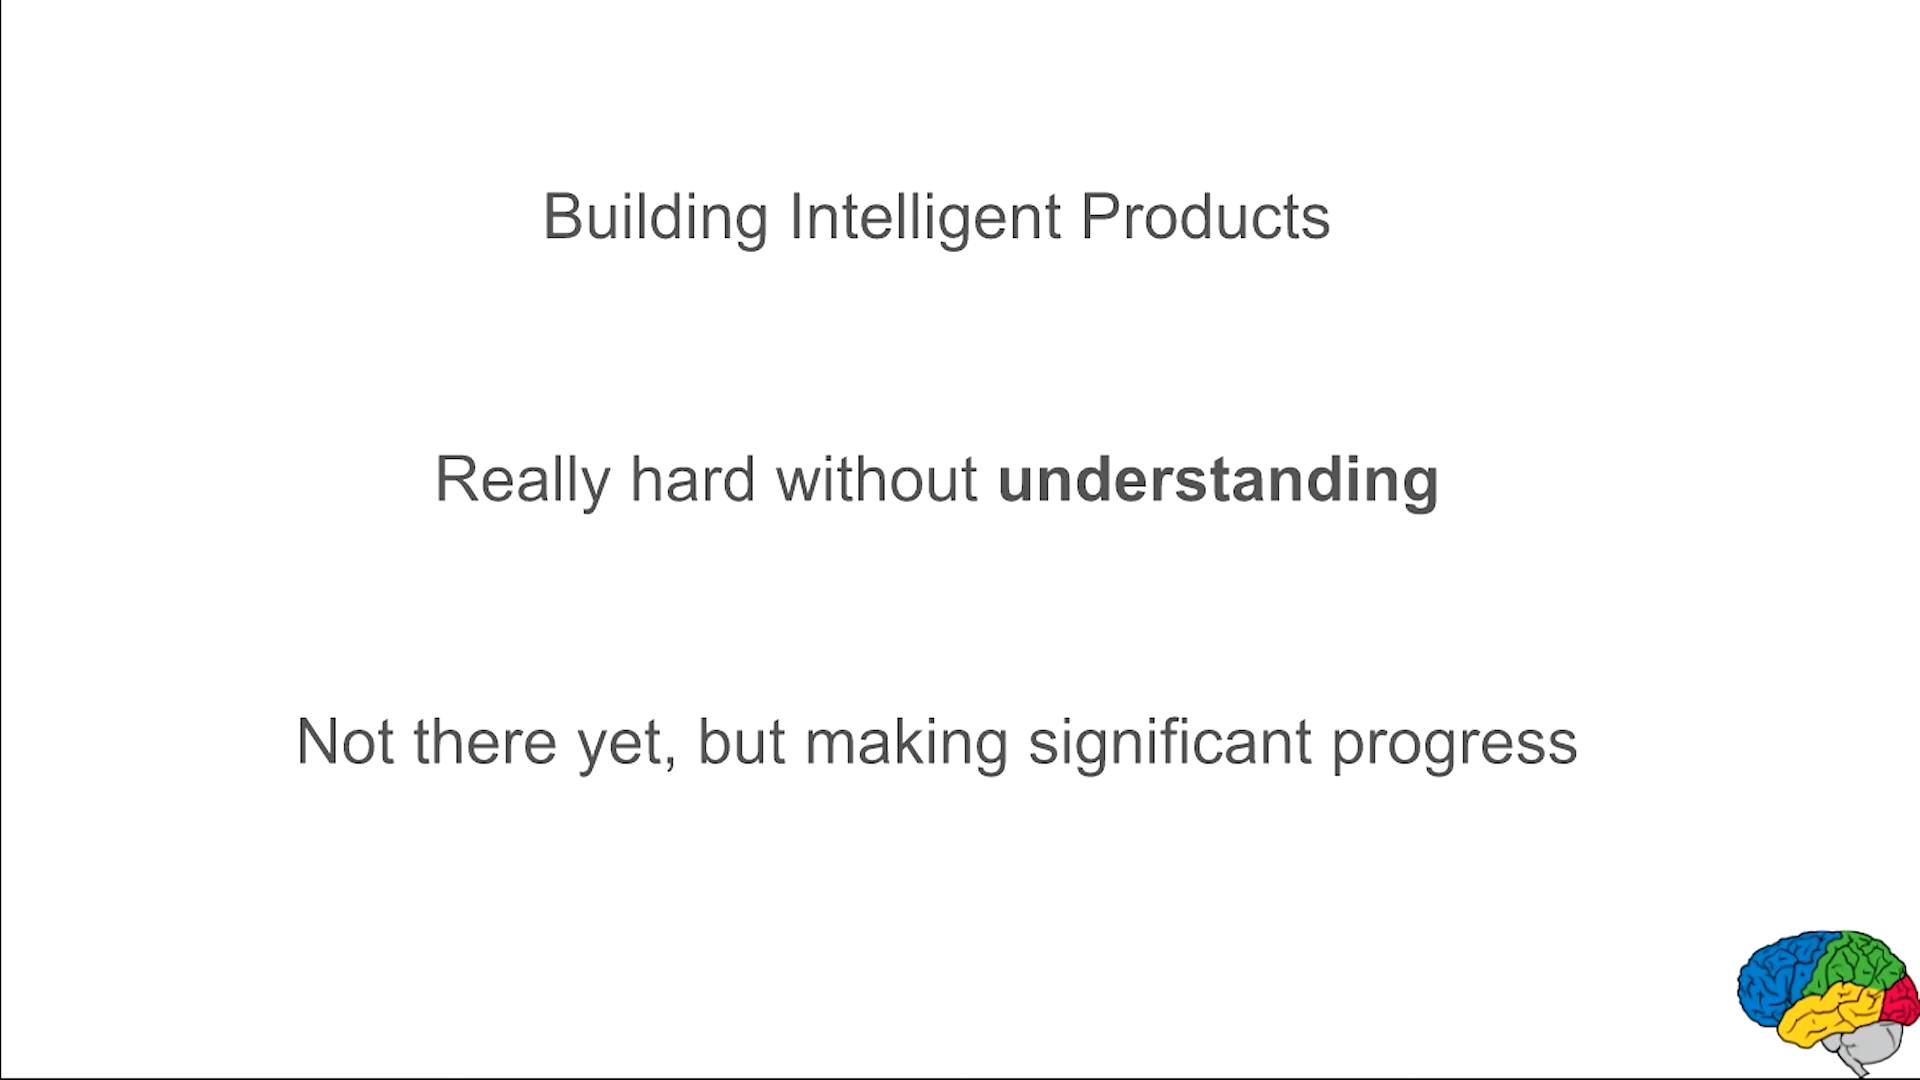 Building Intelligent Products
Really hard without understanding
Not there yet, but making significant progress